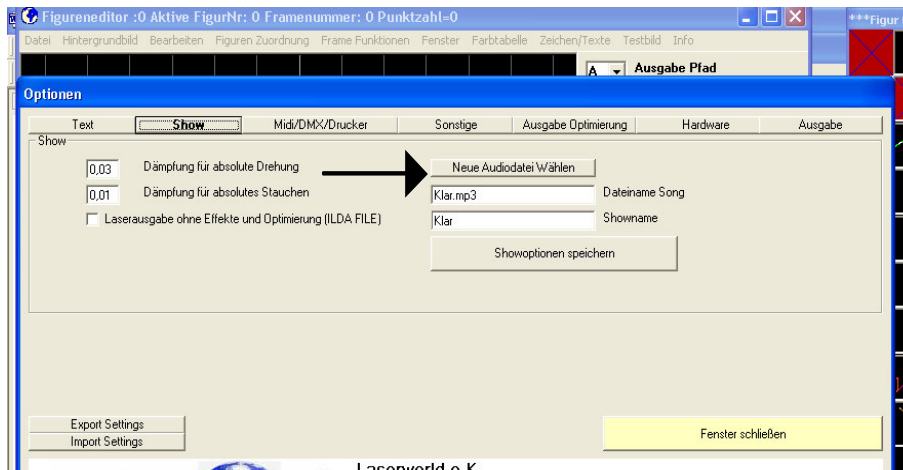 Figureneditor :0 Aktive FigurNr: 0 Framenummer: 0 Punktzahl=0
***Figur
Datei Hintergrundbild Bearbeiten Figuren Zuordnung Frame Funktionen Fenster Farbtabelle Zeichen/Texte Testbild Info
A Ausgabe Pfad
Optionen
Text Show Midi/DMX/Drucker Sonstige Ausgabe Optimierung Hardware Ausgabe
Show
0,03 Dämpfung für absolute Drehung Neue Audiodatei Wählen
0,01 Dämpfung für absolutes Stauchen Klar.mp3 Dateiname Song
Laserausgabe ohne Effekte und Optimierung (ILDA FILE) Klar Showname
Showoptionen speichern
Export Settings
Import Settings
Fenster schließen
Laserworld e.K.